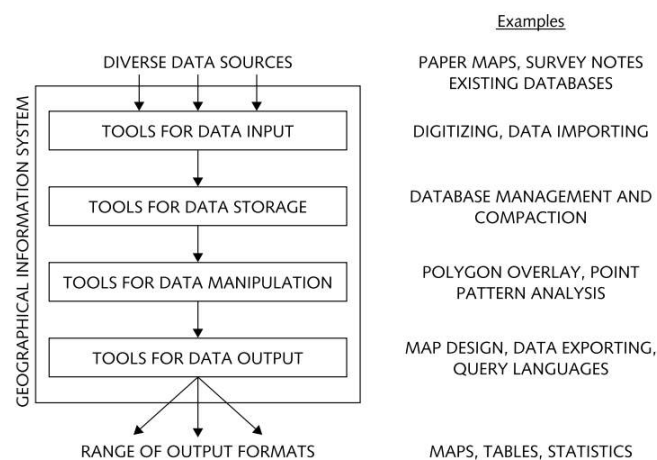 Examples
DIVERSE DATA SOURCES
PAPER MAPS, SURVEY NOTES
EXISTING DATABASES
GEOGRAPHICAL INFORMATION SYSTEM
TOOLS FOR DATA INPUT
DIGITIZING, DATA IMPORTING
TOOLS FOR DATA STORAGE
DATABASE MANAGEMENT AND
COMPACTION
TOOLS FOR DATA MANIPULATION
POLYGON OVERLAY, POINT
PATTERN ANALYSIS
TOOLS FOR DATA OUTPUT
MAP DESIGN, DATA EXPORTING,
QUERY LANGUAGES
RANGE OF OUTPUT FORMATS
MAPS, TABLES, STATISTICS